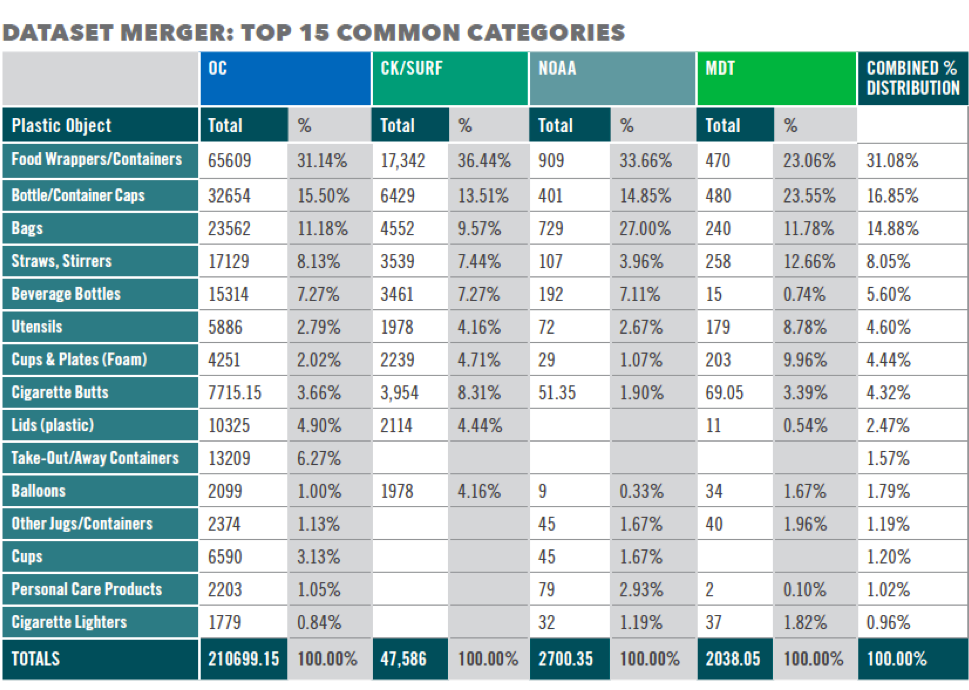 DATASET MERGER: TOP 15 COMMON CATEGORIES
OC CK/SURF NOAA MDT COMBINED % DISTRIBUTION
Plastic Object Total % Total % Total % Total %
Food Wrappers/Containers 65609 31.14% 17,342 36.44% 909 33.66% 470 23.06% 31.08%
Bottle/Container Caps 32654 15.50% 6429 13.51% 401 14.85% 480 23.55% 16.85%
Bags 23562 11.18% 4552 9.57% 729 27.00% 240 11.78% 14.88%
Straws, Stirrers 17129 8.13% 3539 7.44% 107 3.96% 258 12.66% 8.05%
Beverage Bottles 15314 7.27% 3461 7.27% 192 7.11% 15 0.74% 5.60%
Utensils 5886 2.79% 1978 4.16% 72 2.67% 179 8.78% 4.60%
Cups & Plates (Foam) 4251 2.02% 2239 4.71% 29 1.07% 203 9.96% 4.44%
Cigarette Butts 7715.15 3.66% 3,954 8.31% 51.35 1.90% 69.05 3.39% 4.32%
Lids (plastic) 10325 4.90% 2114 4.44% 11 0.54% 2.47%
Take-Out/Away Containers 13209 6.27% 1.57%
Balloons 2099 1.00% 1978 4.16% 9 0.33% 34 1.67% 1.79%
Other Jugs/Containers 2374 1.13% 45 1.67% 40 1.96% 1.19%
Cups 6590 3.13% 45 1.67% 1.20%
Personal Care Products 2203 1.05% 79 2.93% 2 0.10% 1.02%
Cigarette Lighters 1779 0.84% 32 1.19% 37 1.82% 0.96%
TOTALS 210699.15 100.00% 47,586 100.00% 2700.35 100.00% 2038.05 100.00% 100.00%